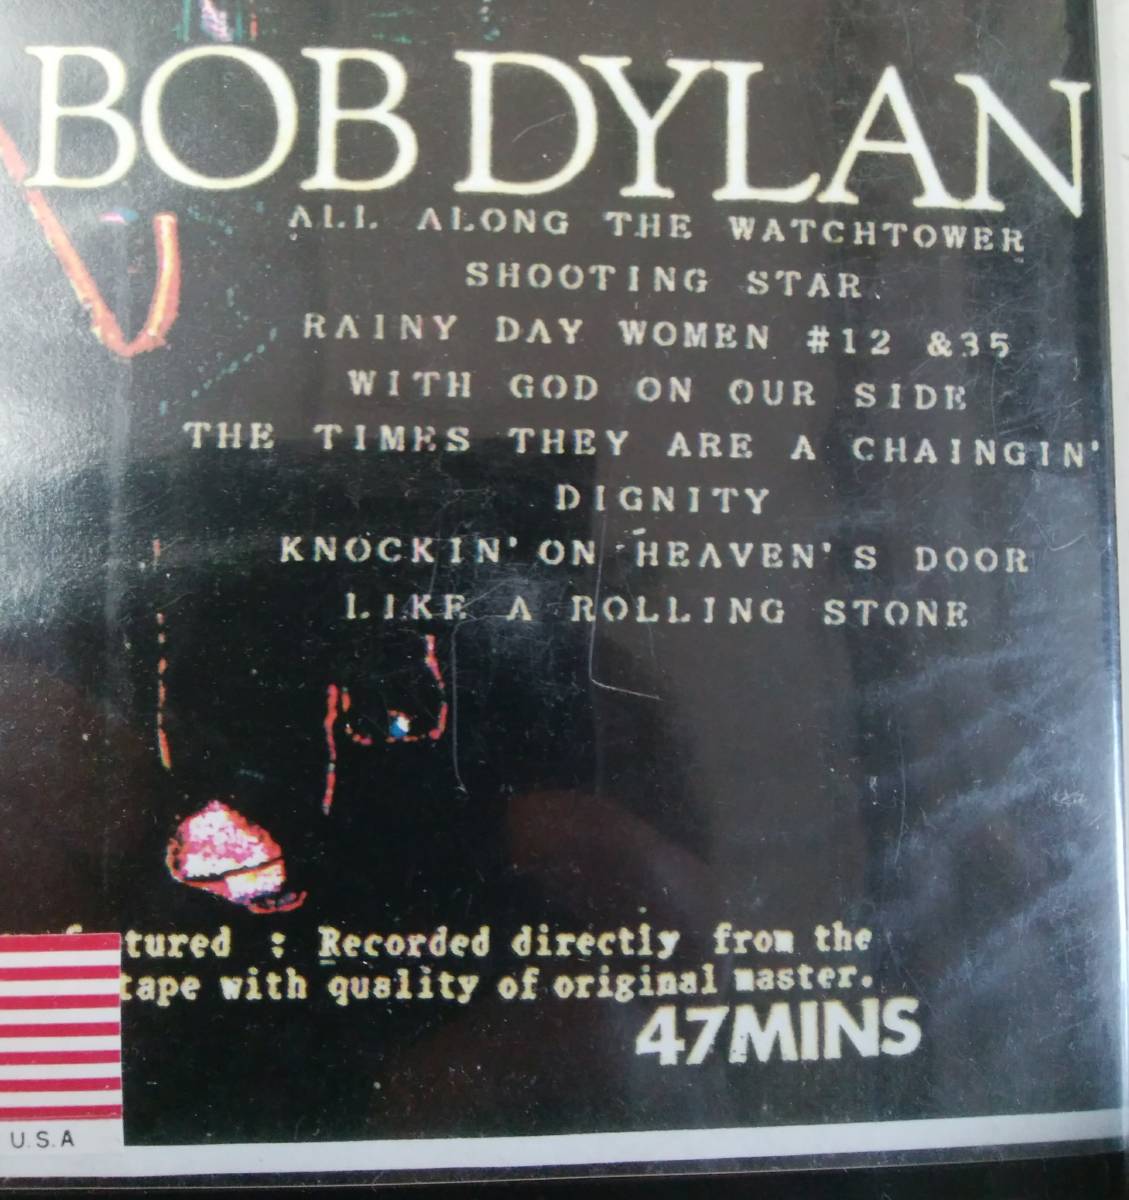 BOB DYLAN
ALL ALONG THE WATCHTOWER
SHOOTING STAR
RAINY DAY WOMEN #12 &35
WITH GOD ON OUR SIDE
THE TIMES THEY ARE A CHAINGIN'
DIGNITY
KNOCKIN' ON HEAVEN'S DOOR
LIKE A ROLLING STONE
tured : Recorded directly from the
tape with quality of original master.
47MINS
U.S.A